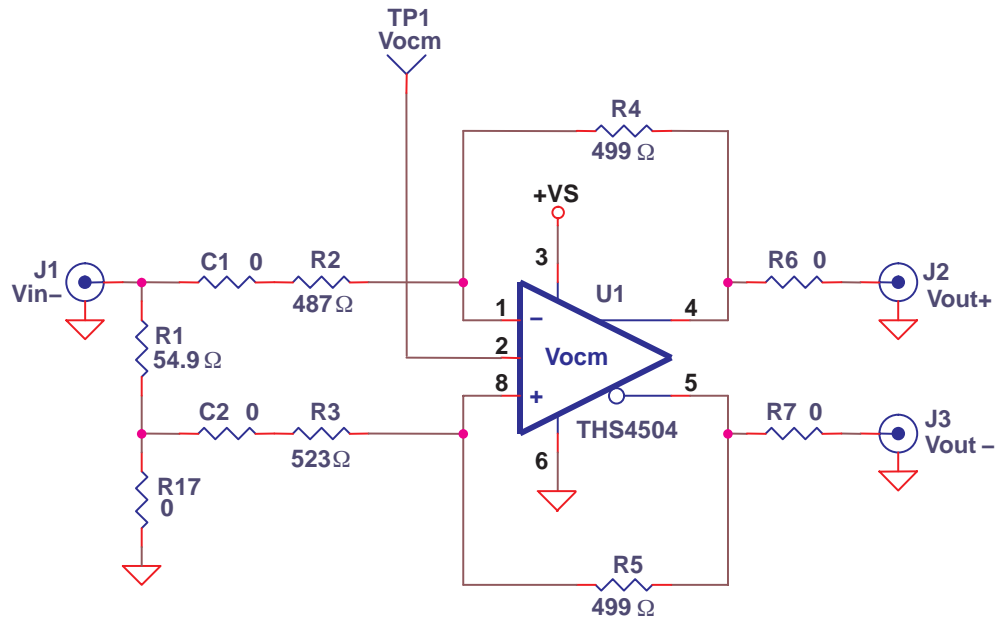 TP1
Vocm
R4
499 Ω
+VS
3
J1
Vin–
C1 0
R2
487 Ω
R6 0
J2
Vout+
U1
1
–
4
R1
54.9 Ω
2
Vocm
8
+
5
C2 0
R3
523 Ω
THS4504
R7 0
J3
Vout –
6
R17
0
R5
499 Ω